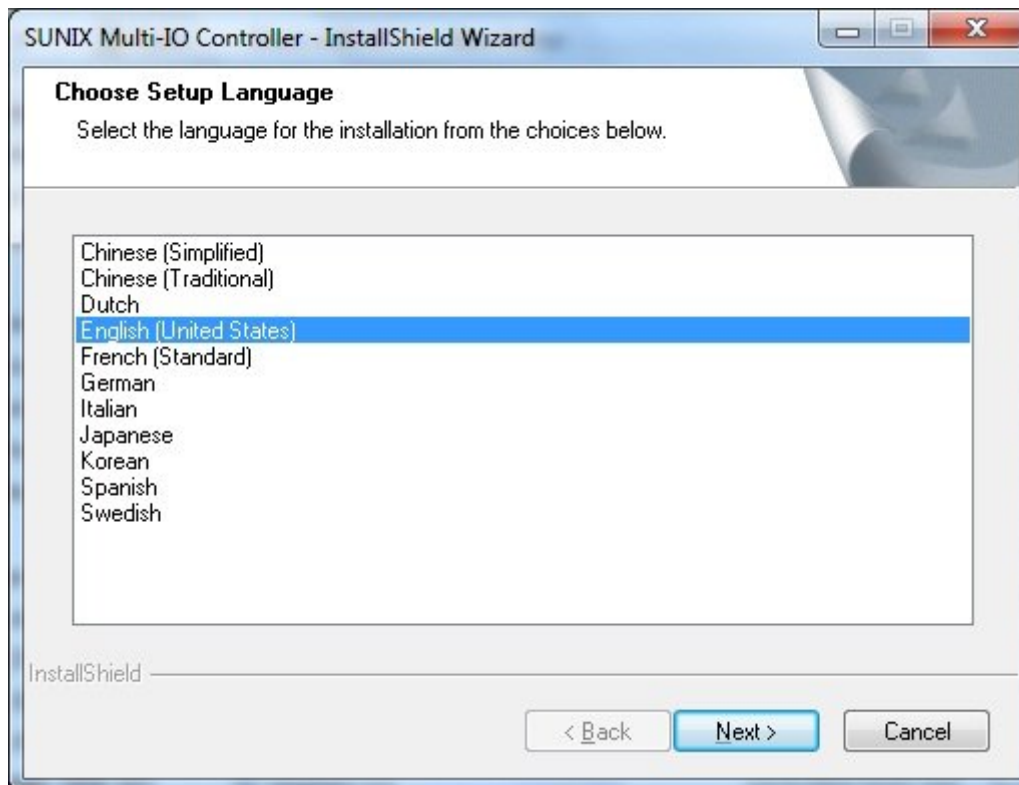 SUNIX Multi-IO Controller - InstallShield Wizard
Choose Setup Language
Select the language for the installation from the choices below.
Chinese (Simplified)
Chinese (Traditional)
Dutch
English (United States)
French (Standard)
German
Italian
Japanese
Korean
Spanish
Swedish
InstallShield
< Back
Next >
Cancel